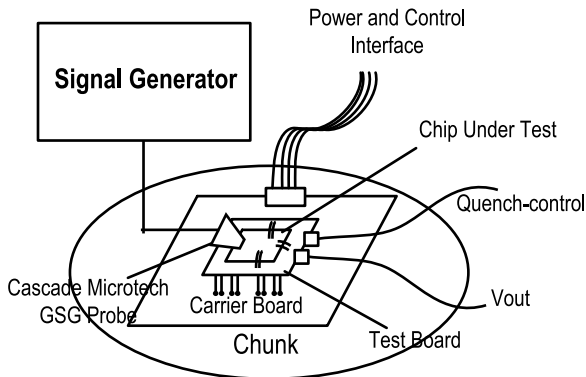 Power and Control
Interface
Signal Generator
Chip Under Test
Quench-control
Cascade Microtech
GSG Probe
Carrier Board
Vout
Test Board
Chunk